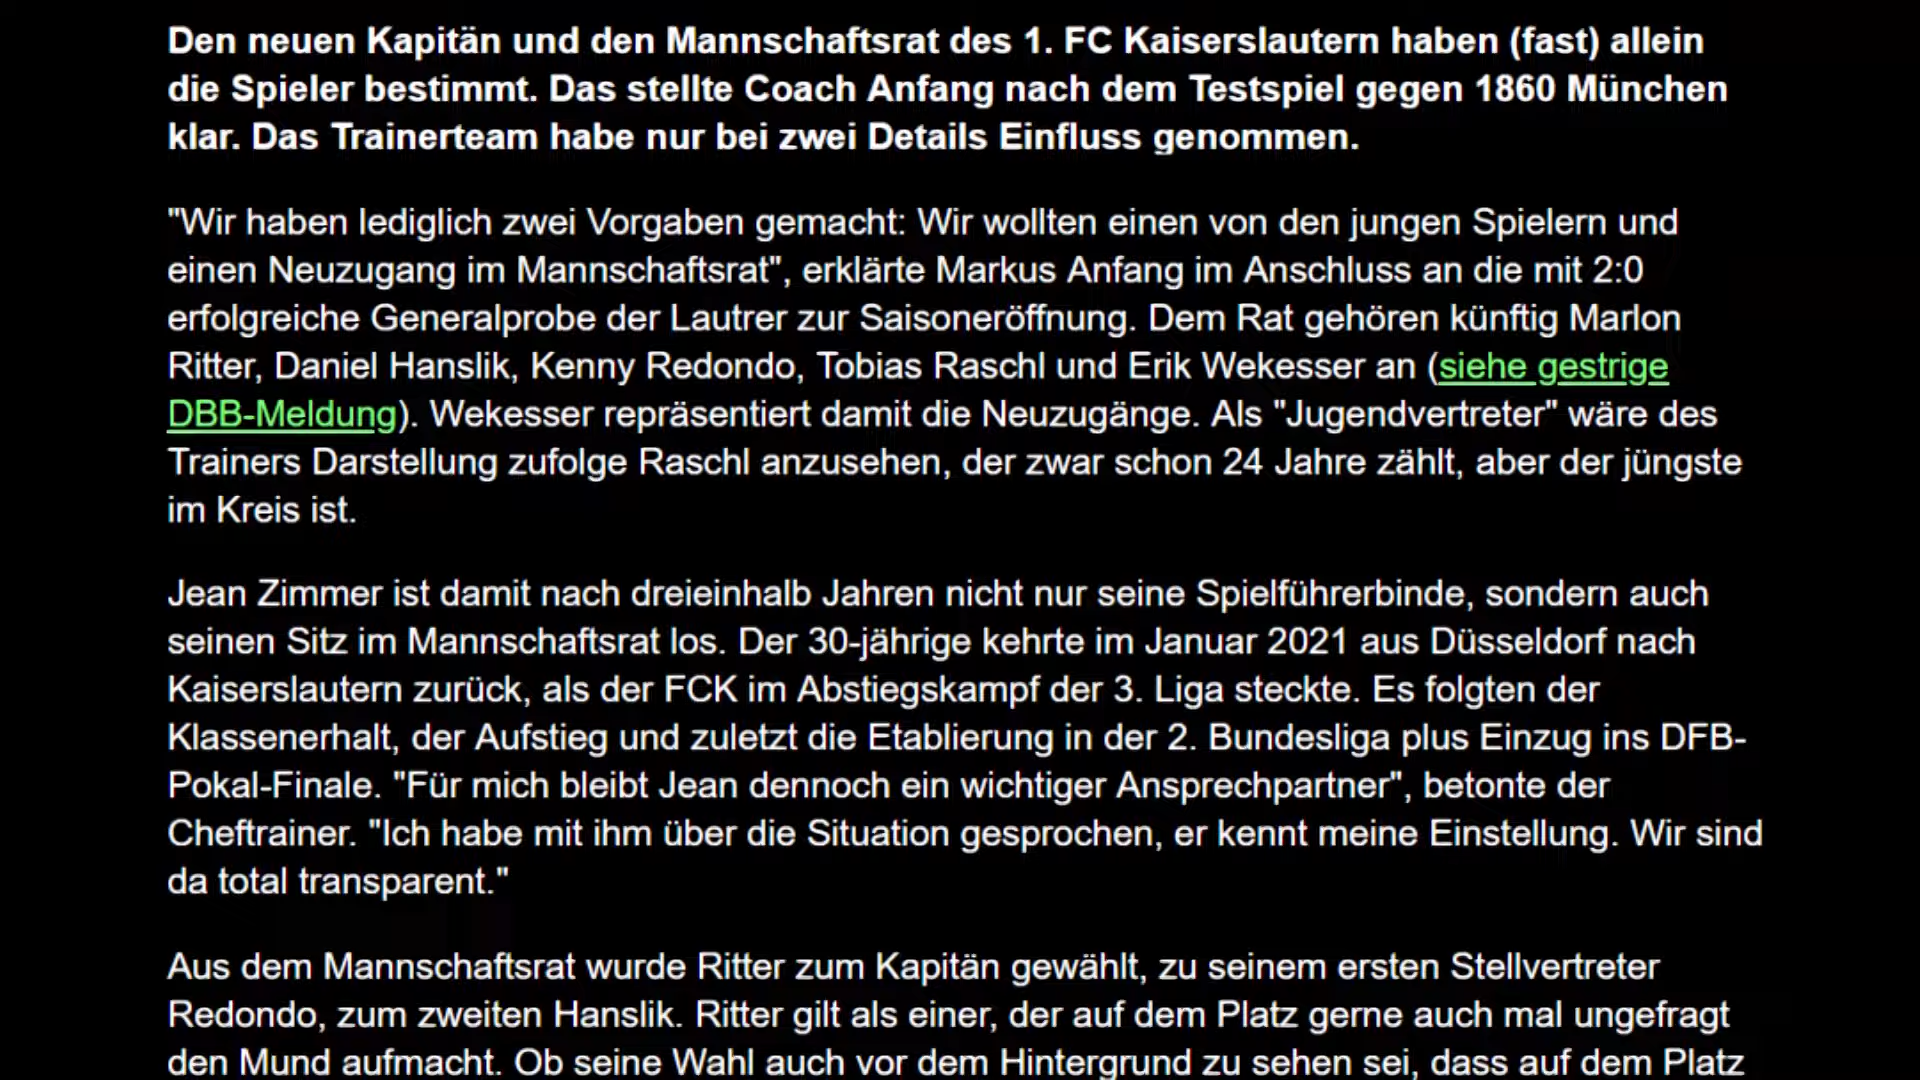 Den neuen Kapitän und den Mannschaftsrat des 1. FC Kaiserslautern haben (fast) allein
die Spieler bestimmt. Das stellte Coach Anfang nach dem Testspiel gegen 1860 München
klar. Das Trainerteam habe nur bei zwei Details Einfluss genommen.
"Wir haben lediglich zwei Vorgaben gemacht: Wir wollten einen von den jungen Spielern und
einen Neuzugang im Mannschaftsrat", erklärte Markus Anfang im Anschluss an die mit 2:0
erfolgreiche Generalprobe der Lautrer zur Saisoneröffnung. Dem Rat gehören künftig Marlon
Ritter, Daniel Hanslik, Kenny Redondo, Tobias Raschl und Erik Wekesser an (siehe gestrige
DBB-Meldung). Wekesser repräsentiert damit die Neuzugänge. Als "Jugendvertreter" wäre des
Trainers Darstellung zufolge Raschl anzusehen, der zwar schon 24 Jahre zählt, aber der jüngste
im Kreis ist.
Jean Zimmer ist damit nach dreieinhalb Jahren nicht nur seine Spielführerbinde, sondern auch
seinen Sitz im Mannschaftsrat los. Der 30-jährige kehrte im Januar 2021 aus Düsseldorf nach
Kaiserslautern zurück, als der FCK im Abstiegskampf der 3. Liga steckte. Es folgten der
Klassenerhalt, der Aufstieg und zuletzt die Etablierung in der 2. Bundesliga plus Einzug ins DFB-
Pokal-Finale. "Für mich bleibt Jean dennoch ein wichtiger Ansprechpartner", betonte der
Cheftrainer. "Ich habe mit ihm über die Situation gesprochen, er kennt meine Einstellung. Wir sind
da total transparent."
Aus dem Mannschaftsrat wurde Ritter zum Kapitän gewählt, zu seinem ersten Stellvertreter
Redondo, zum zweiten Hanslik. Ritter gilt als einer, der auf dem Platz gerne auch mal ungefragt
den Mund aufmacht. Ob seine Wahl auch vor dem Hintergrund zu sehen sei, dass auf dem Platz